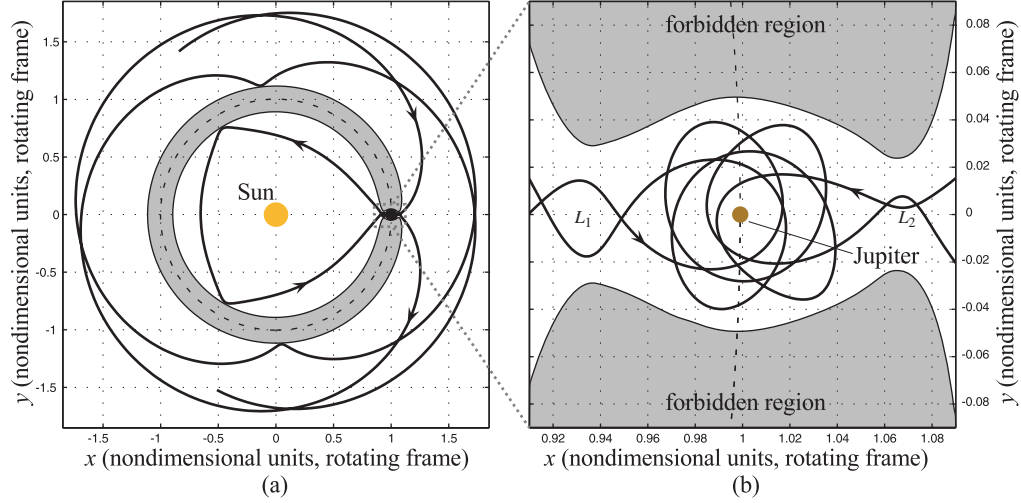 y (nondimensional units, rotating frame)
1.5
1
0.5
0
-0.5
-1
-1.5
Sun
-1.5
-1
-0.5
0
0.5
1
1.5
x (nondimensional units, rotating frame)
(a)
forbidden region
L1
L2
Jupiter
forbidden region
0.08
0.06
0.04
0.02
0
-0.02
-0.04
-0.06
-0.08
y (nondimensional units, rotating frame)
0.92
0.94
0.96
0.98
1
1.02
1.04
1.06
1.08
x (nondimensional units, rotating frame)
(b)